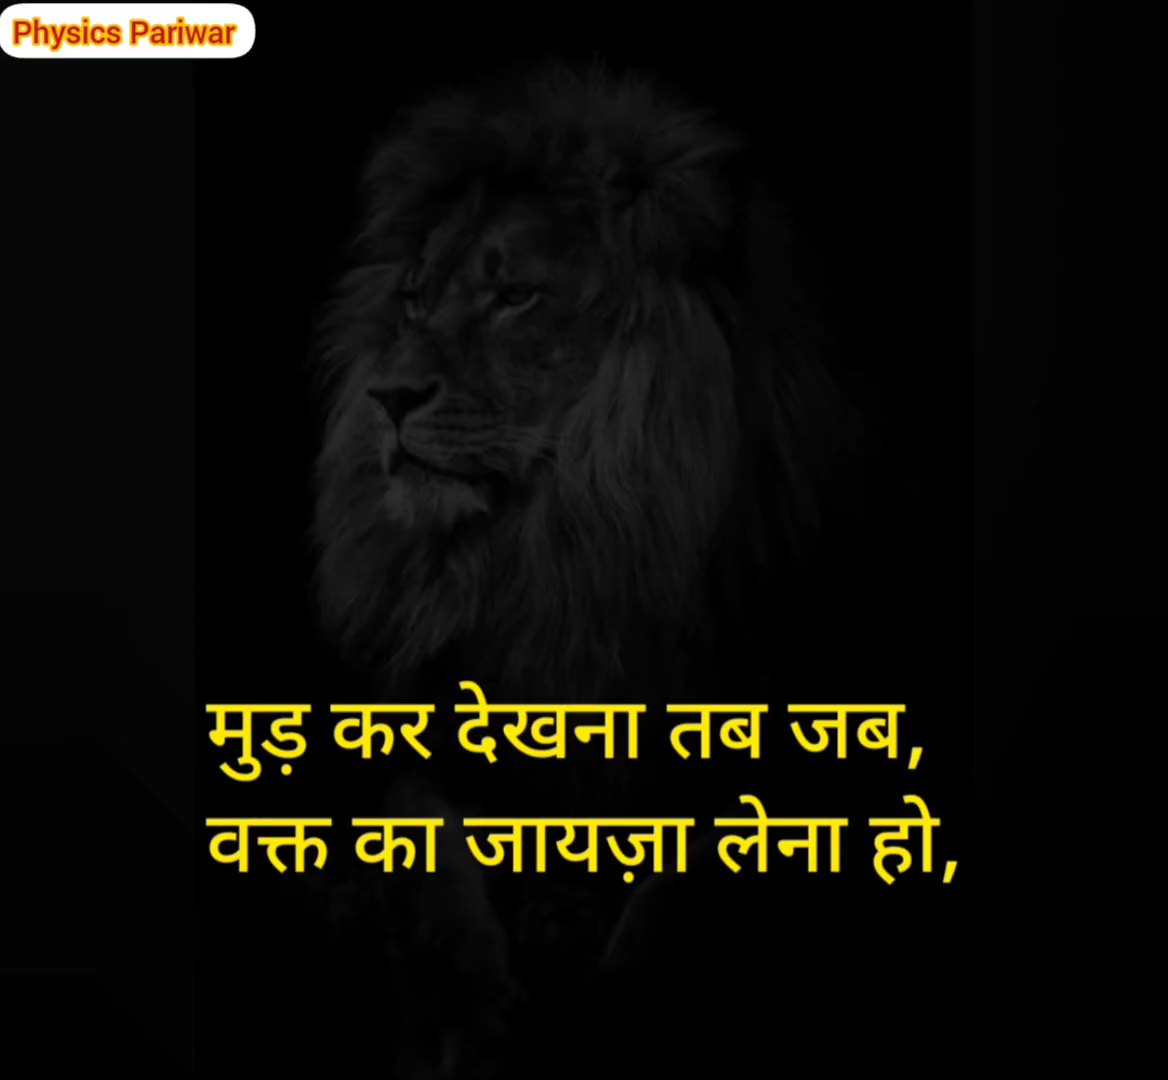 Physics Pariwar
मुड़ कर देखना तब जब,
वक्त का जायज़ा लेना हो,